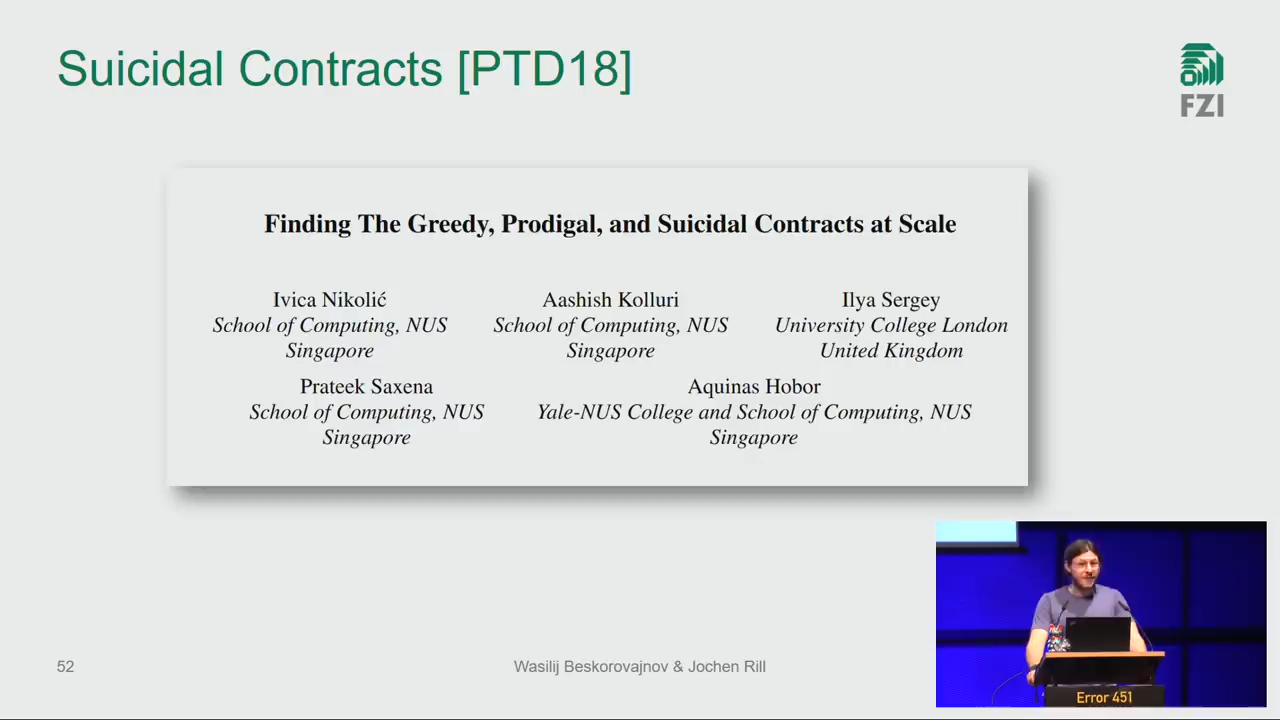 Suicidal Contracts [PTD18]
FZI
Finding The Greedy, Prodigal, and Suicidal Contracts at Scale
Ivica Nikolić
School of Computing, NUS
Singapore
Aashish Kolluri
School of Computing, NUS
Singapore
Ilya Sergey
University College London
United Kingdom
Prateek Saxena
School of Computing, NUS
Singapore
Aquinas Hobor
Yale-NUS College and School of Computing, NUS
Singapore
52
Wasilij Beskorovajnov & Jochen Rill
Error 451